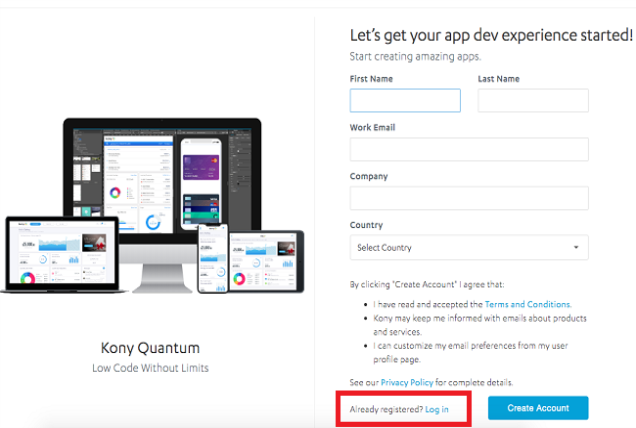 Let's get your app dev experience started!
Start creating amazing apps.
First Name
Last Name
Work Email
Company
Country
Select Country
By clicking "Create Account" I agree that:
I have read and accepted the Terms and Conditions.
Kony may keep me informed with emails about products
and services.
I can customize my email preferences from my user
profile page.
See our Privacy Policy for complete details.
Already registered? Log in
Create Account
Kony Quantum
Low Code Without Limits